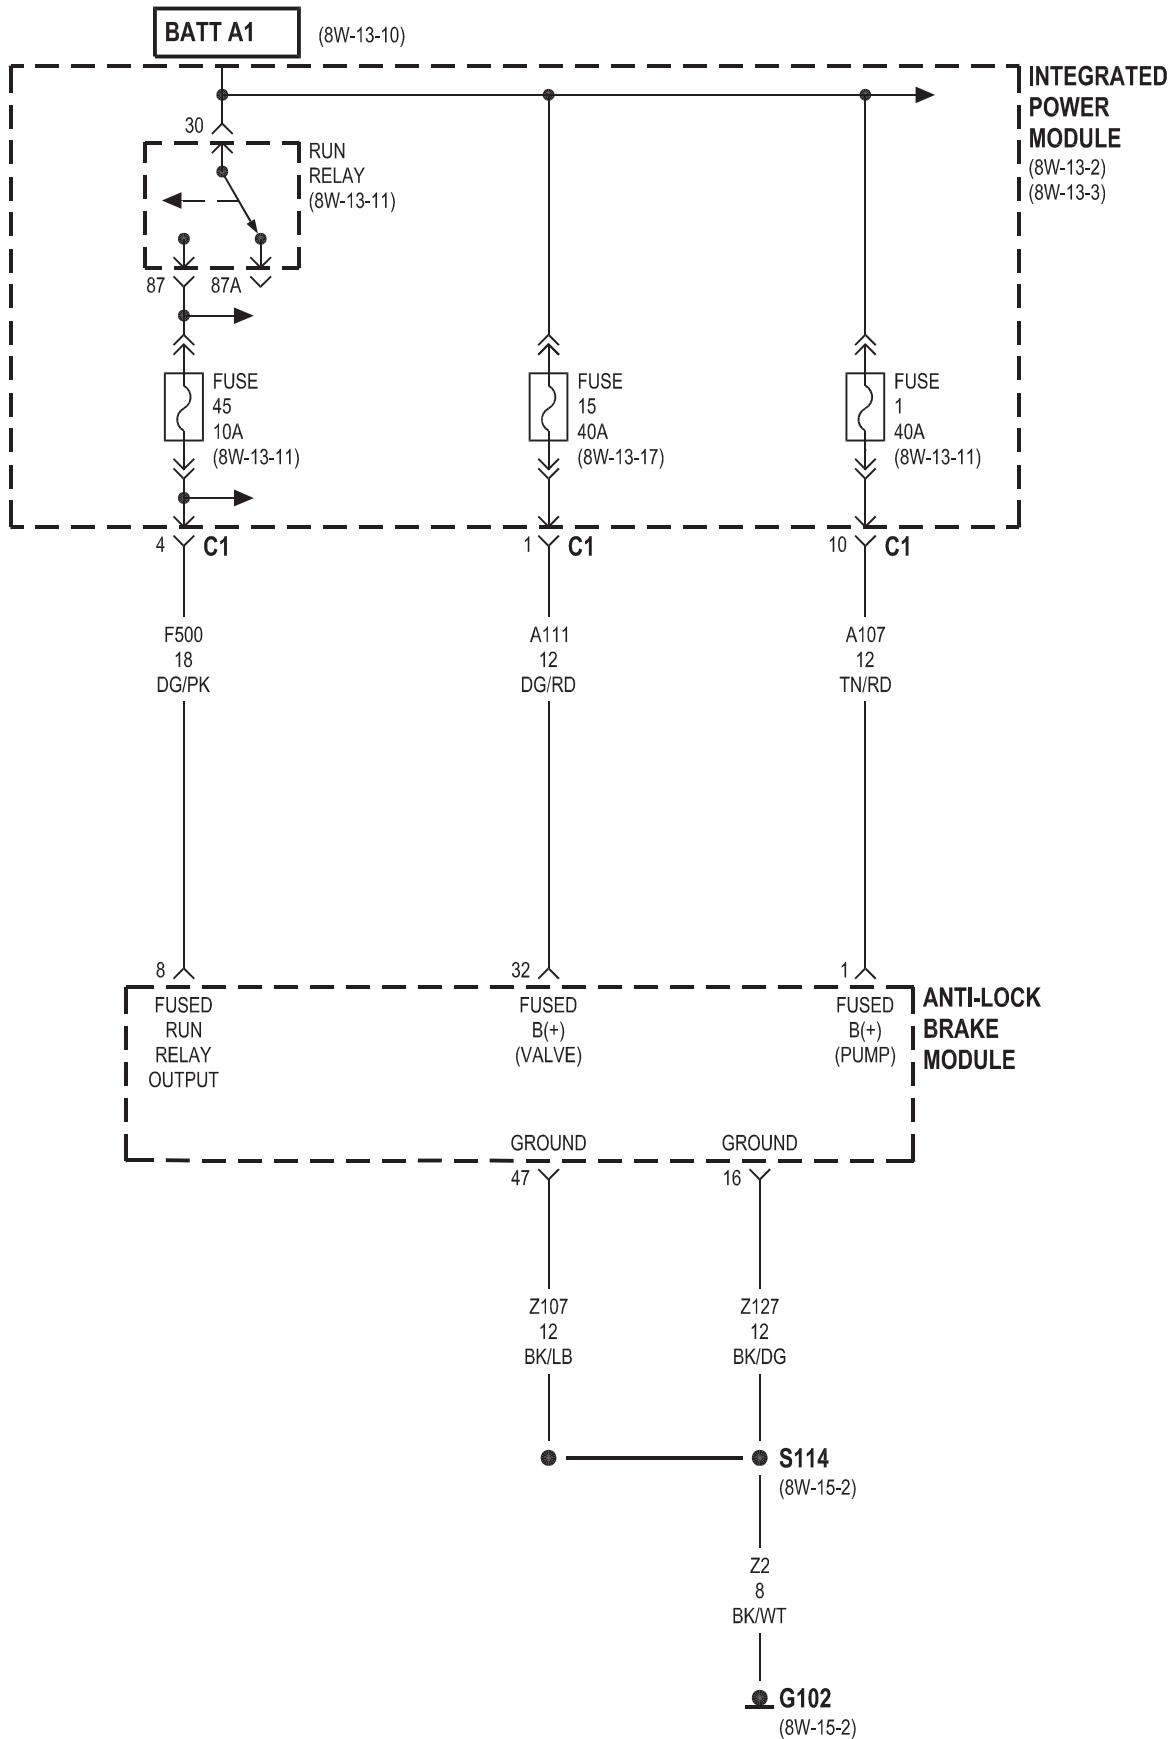 BATT A1
(8W-13-10)
INTEGRATED
POWER
MODULE
(8W-13-2)
(8W-13-3)
30
RUN
RELAY
(8W-13-11)
87
87A
FUSE
45
10A
(8W-13-11)
FUSE
15
40A
(8W-13-17)
FUSE
1
40A
(8W-13-11)
4
C1
1
C1
10
C1
F500
18
DG/PK
A111
12
DG/RD
A107
12
TN/RD
8
32
1
FUSED
RUN
RELAY
OUTPUT
FUSED
B(+)
(VALVE)
FUSED
B(+)
(PUMP)
ANTI-LOCK
BRAKE
MODULE
GROUND
GROUND
47
16
Z107
12
BK/LB
Z127
12
BK/DG
S114
(8W-15-2)
Z2
8
BK/WT
G102
(8W-15-2)